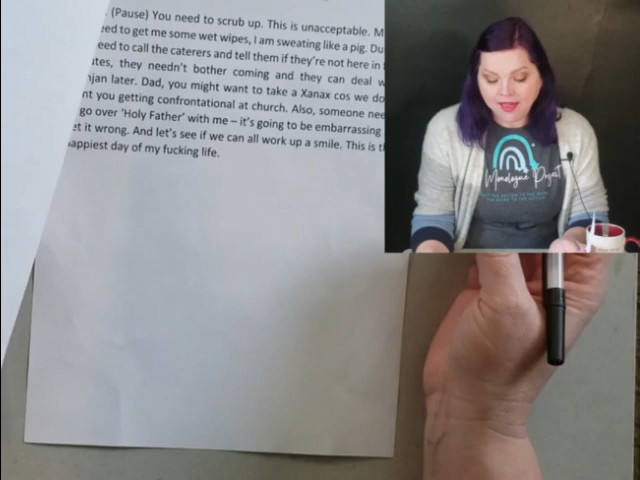 . (Pause) You need to scrub up. This is unacceptable. M
eed to get me some wet wipes, I am sweating like a pig. Du
eed to call the caterers and tell them if they're not here in
utes, they needn't bother coming and they can deal w
njan later. Dad, you might want to take a Xanax cos we do
nt you getting confrontational at church. Also, someone nee
go over 'Holy Father' with me – it's going to be embarrassing
et it wrong. And let's see if we can all work up a smile. This is th
appiest day of my fucking life.
Monologue Project